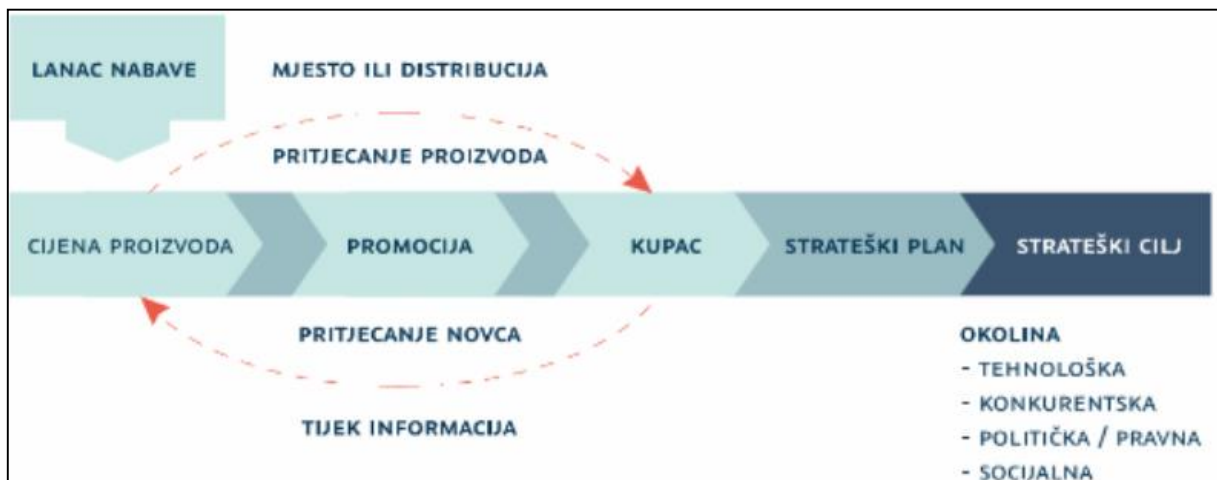 LANAC NABAVE
MJESTO ILI DISTRIBUCIJA
PRITJECANJE PROIZVODA
CIJENA PROIZVODA
PROMOCIJA
KUPAC
STRATEŠKI PLAN
STRATEŠKI CILJ
PRITJECANJE NOVCA
TIJEK INFORMACIJA
OKOLINA
- TEHNOLOŠKA
- KONKURENTSKA
- POLITIČKA / PRAVNA
- SOCIJALNA